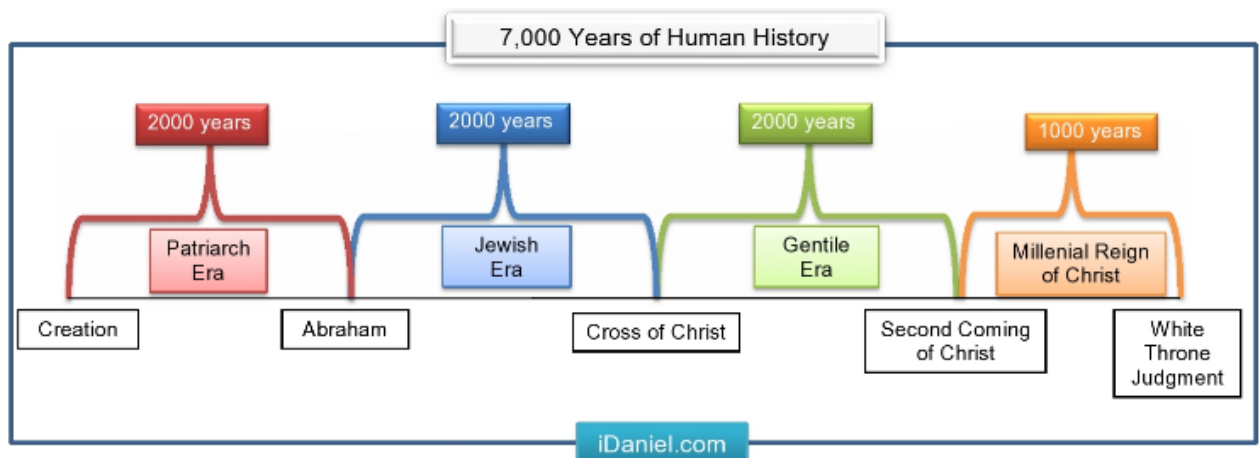 7,000 Years of Human History
2000 years
2000 years
2000 years
1000 years
Patriarch
Era
Jewish
Era
Gentile
Era
Millenial Reign
of Christ
Creation
Abraham
Cross of Christ
Second Coming
of Christ
White
Throne
Judgment
iDaniel.com